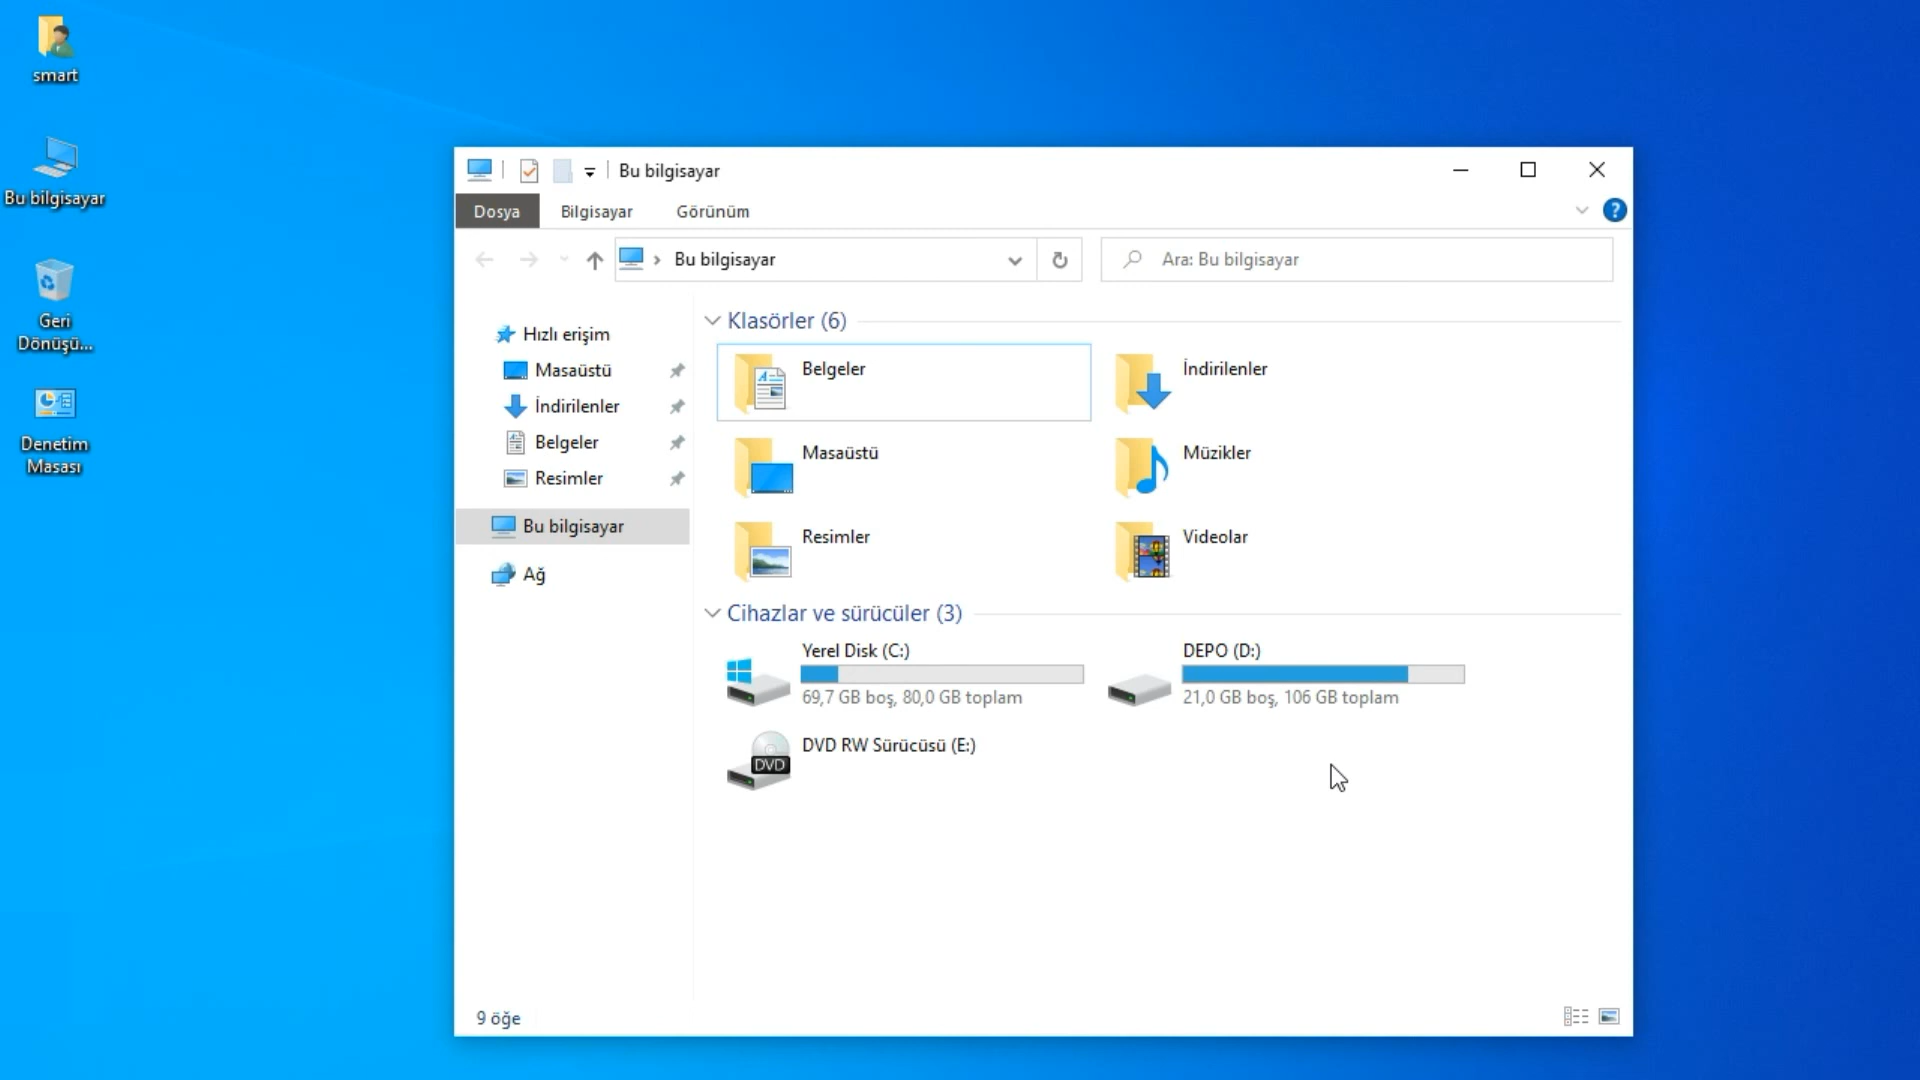 smart
Bu bilgisayar
Geri
Dönüşü...
Denetim
Masası
Bu bilgisayar
Dosya Bilgisayar Görünüm
?
Bu bilgisayar
Ara: Bu bilgisayar
Hızlı erişim
Masaüstü
İndirilenler
Belgeler
Resimler
Bu bilgisayar
Ağ
Klasörler (6)
Belgeler
İndirilenler
Masaüstü
Müzikler
Resimler
Videolar
Cihazlar ve sürücüler (3)
Yerel Disk (C:)
69,7 GB boş, 80,0 GB toplam
DEPO (D:)
21,0 GB boş, 106 GB toplam
DVD
DVD RW Sürücüsü (E:)
9 öğe